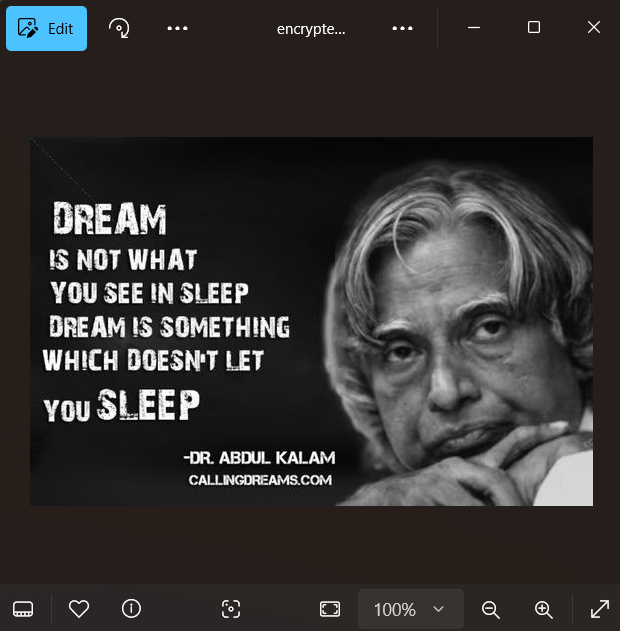 Edit
encrypte...
DREAM
IS NOT WHAT
YOU SEE IN SLEEP
DREAM IS SOMETHING
WHICH DOESN'T LET
YOU SLEEP
-DR. ABDUL KALAM
CALLINGDREAMS.COM
100%